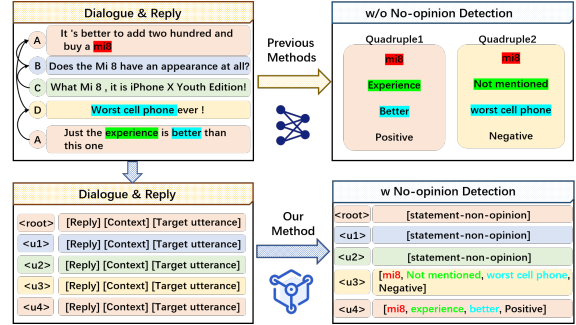 Dialogue & Reply
A
It 's better to add two hundred and
buy a mi8
B
Does the Mi 8 have an appearance at all?
C
What Mi 8 , it is iPhone X Youth Edition!
D
Worst cell phone ever !
A
Just the experience is better than
this one
Previous
Methods
w/o No-opinion Detection
Quadruple1
mi8
Experience
Better
Positive
Quadruple2
mi8
Not mentioned
worst cell phone
Negative
Dialogue & Reply
<root> [Reply] [Context] [Target utterance]
<u1> [Reply] [Context] [Target utterance]
<u2> [Reply] [Context] [Target utterance]
<u3> [Reply] [Context] [Target utterance]
<u4> [Reply] [Context] [Target utterance]
Our
Method
w No-opinion Detection
<root> [statement-non-opinion]
<u1> [statement-non-opinion]
<u2> [statement-non-opinion]
<u3> [mi8, Not mentioned, worst cell phone,
Negative]
<u4> [mi8, experience, better, Positive]